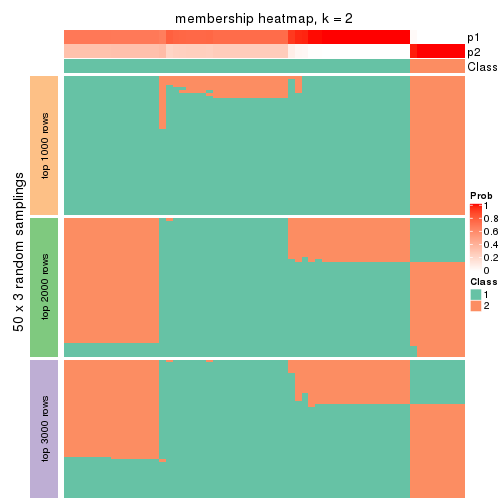 membership heatmap, k = 2
p1
p2
Class
50 x 3 random samplings
top 1000 rows
top 2000 rows
top 3000 rows
Prob
1
0.8
0.6
0.4
0.2
0
Class
1
2